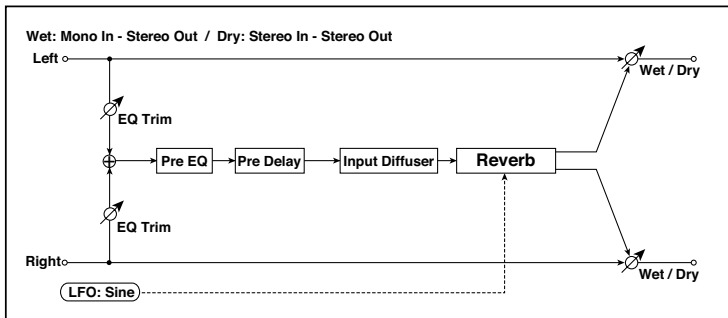 Wet: Mono In - Stereo Out / Dry: Stereo In - Stereo Out
Left
Wet / Dry
EQ Trim
Pre EQ
Pre Delay
Input Diffuser
Reverb
EQ Trim
Right
Wet / Dry
LFO: Sine